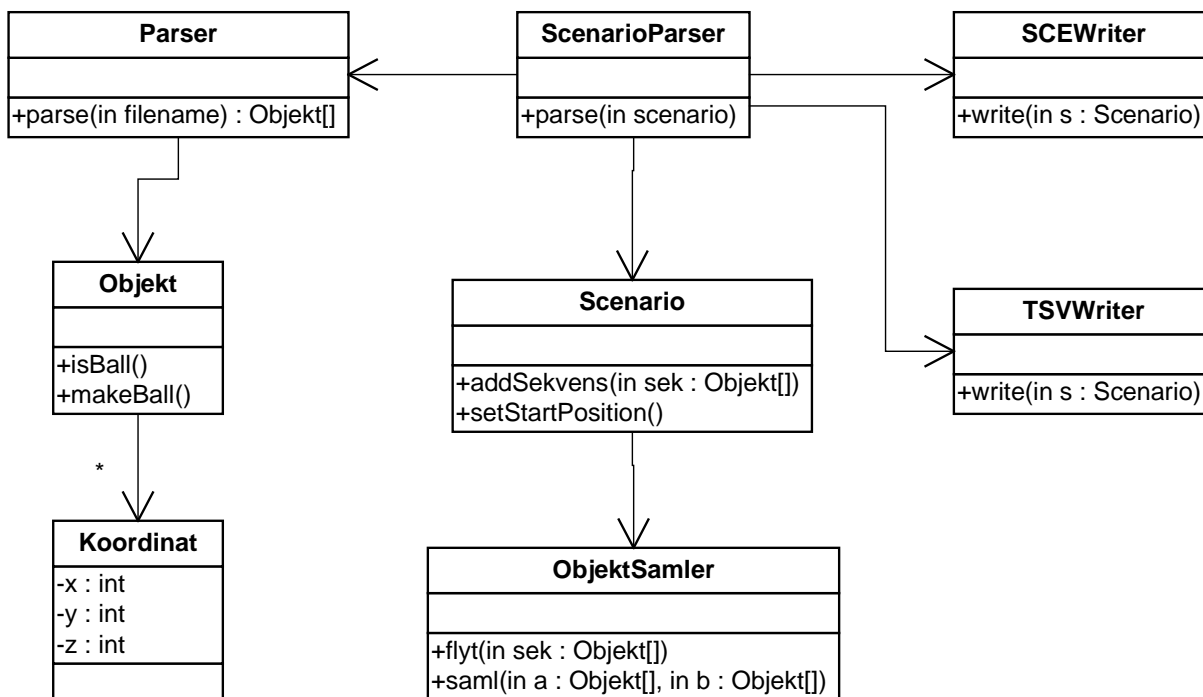 Parser
+parse(in filename) : Objekt[]
ScenarioParser
+parse(in scenario)
SCEWriter
+write(in s : Scenario)
Objekt
+isBall()
+makeBall()
Scenario
+addSekvens(in sek : Objekt[])
+setStartPosition()
TSVWriter
+write(in s : Scenario)
*
Koordinat
-x : int
-y : int
-z : int
ObjektSamler
+flyt(in sek : Objekt[])
+saml(in a : Objekt[], in b : Objekt[])